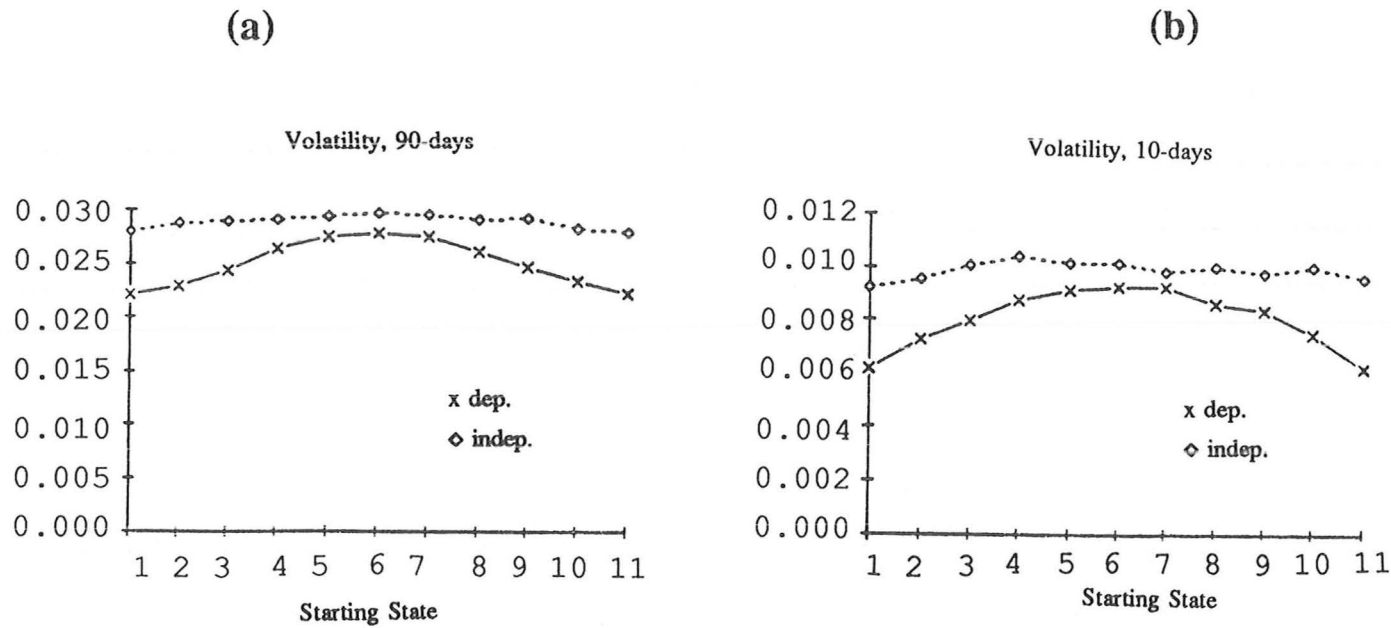 (a)
Volatility, 90-days
0.030
0.025
0.020
0.015
0.010
0.005
0.000
x dep.
◇ indep.
1 2 3 4 5 6 7 8 9 10 11
Starting State
(b)
Volatility, 10-days
0.012
0.010
0.008
0.006
0.004
0.002
0.000
x dep.
◇ indep.
1 2 3 4 5 6 7 8 9 10 11
Starting State